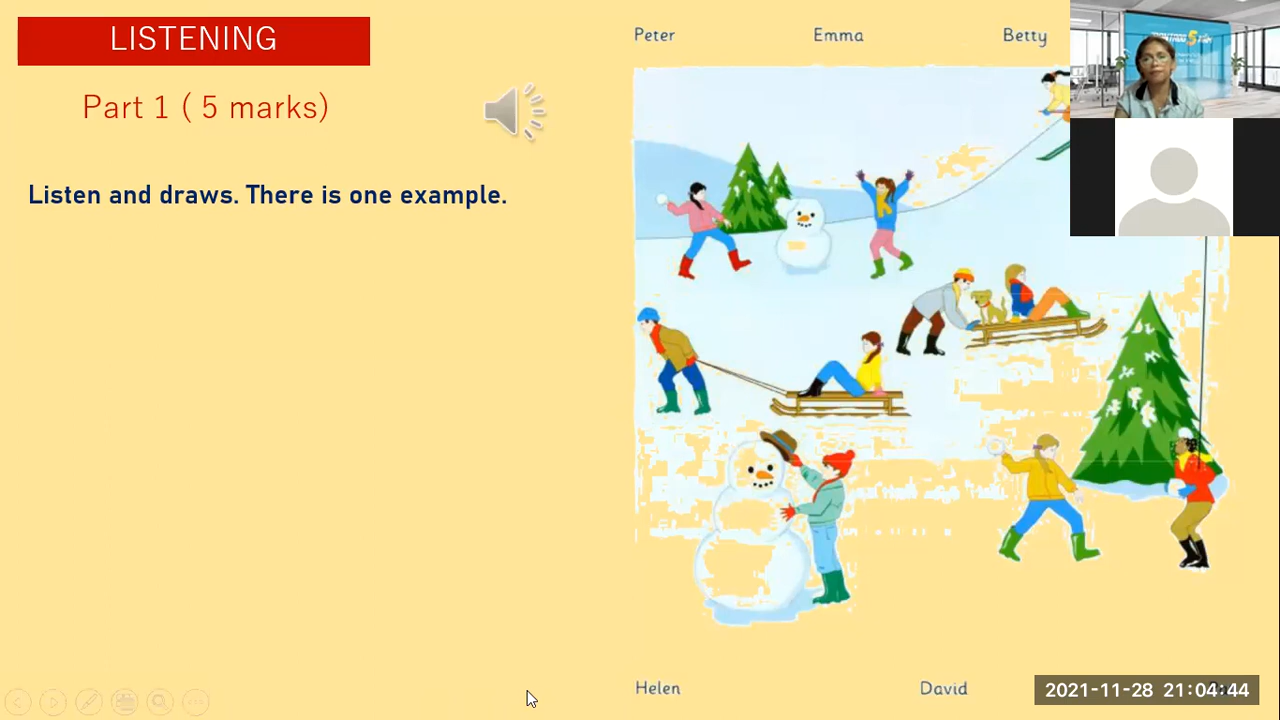 LISTENING
Peter Emma Betty
Part 1 ( 5 marks)
Listen and draws. There is one example.
Helen David
2021-11-28 21:04:44